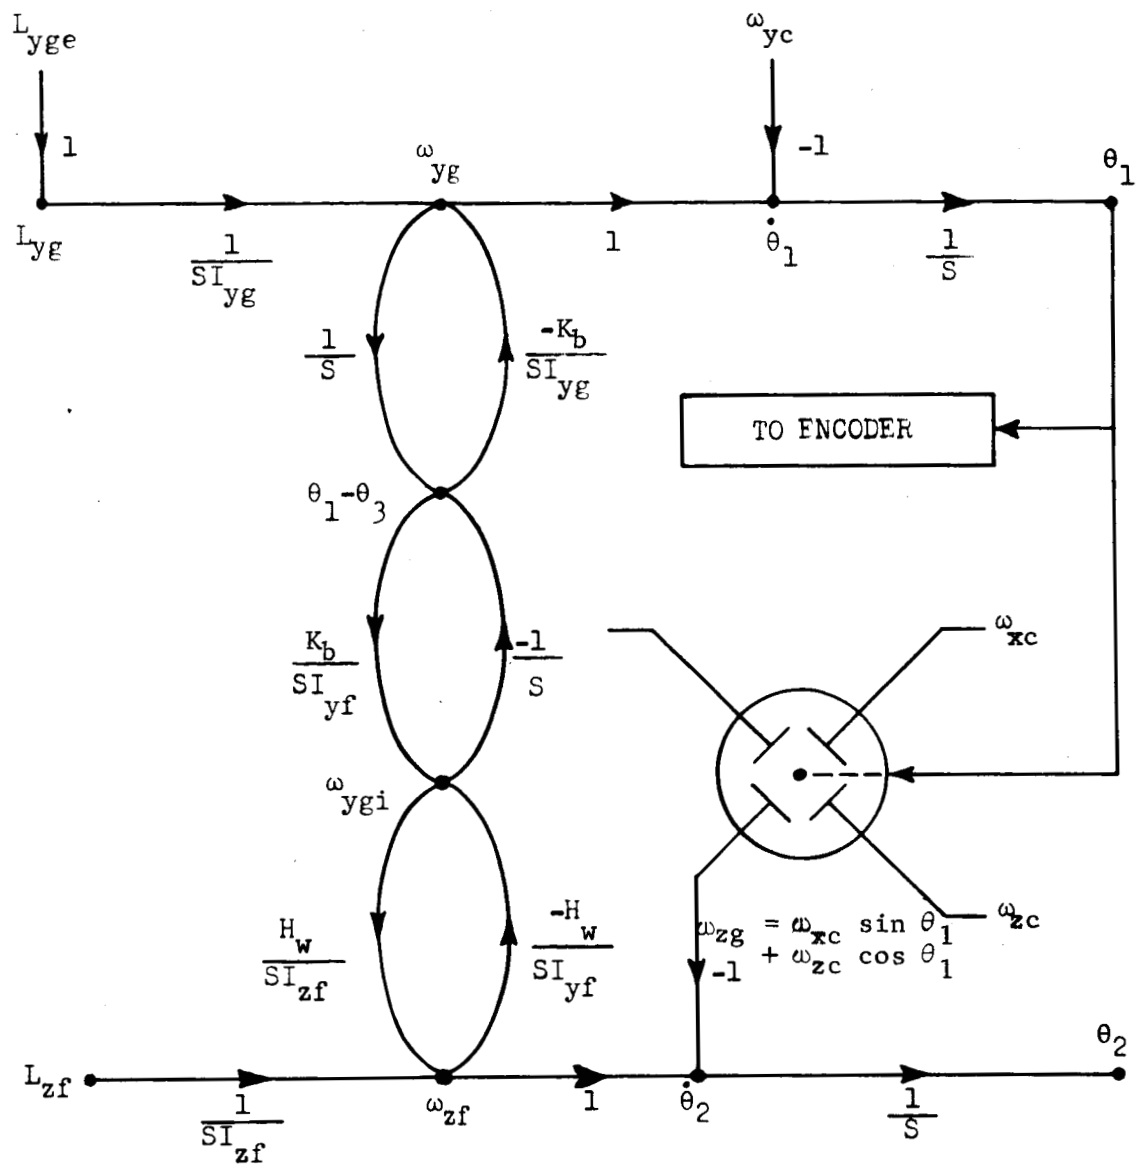 L_yge
ω_yc
1
-1
ω_yg
θ_1
L_yg
1
SI_yg
1
θ̇_1
1
S
1
S
-K_b
SI_yg
TO ENCODER
θ_1-θ_3
K_b
SI_yf
-1
S
ω_xc
ω_ygi
H_w
SI_zf
-H_w
SI_yf
ω_zc
ω_zg = ω_xc sin θ_1
+ ω_zc cos θ_1
-1
L_zf
1
SI_zf
ω_zf
1
θ̇_2
1
S
θ_2